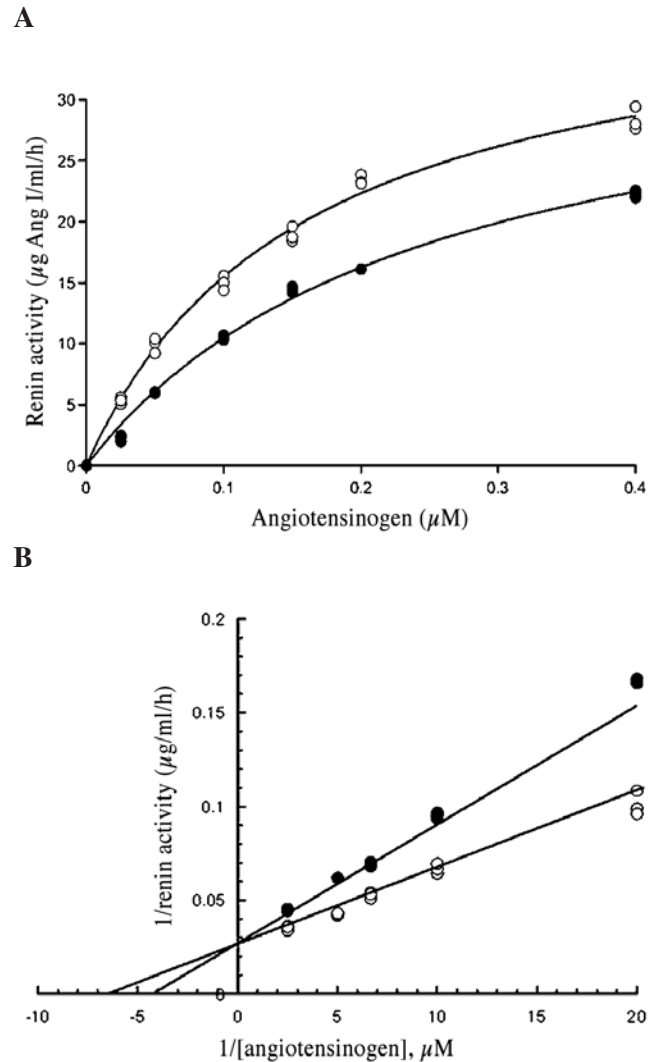 A
30
25
20
15
10
5
0
Renin activity (µg Ang I/ml/h)
0 0.1 0.2 0.3 0.4
Angiotensinogen (µM)
B
0.2
0.15
0.1
0.05
0
1/renin activity (µg/ml/h)
-10 -5 0 5 10 15 20
1/[angiotensinogen], µM